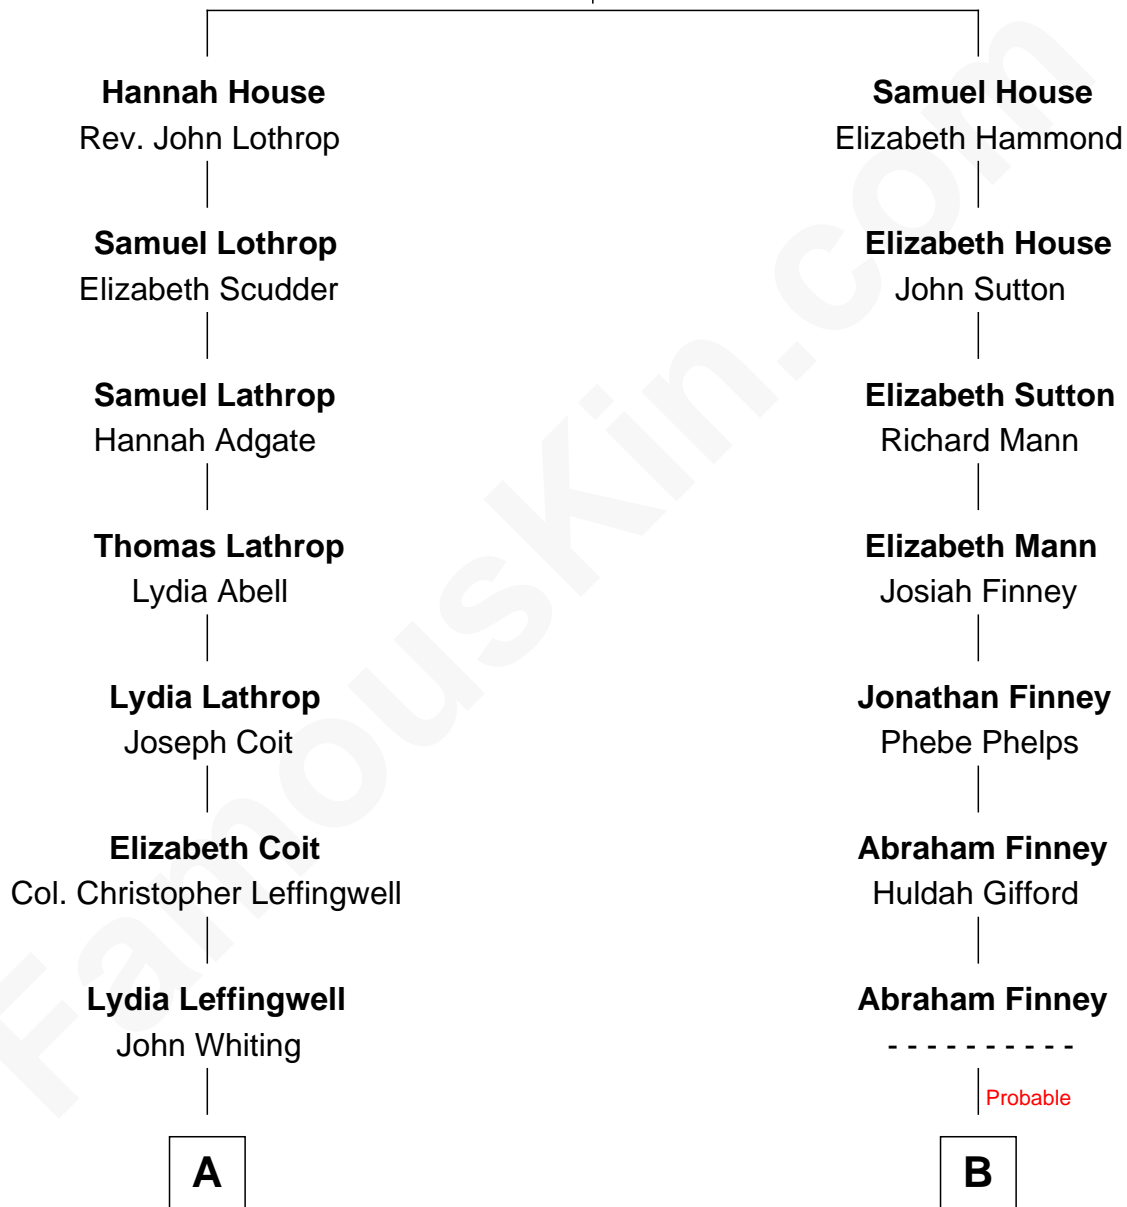 Hannah House
Rev. John Lothrop
Samuel Lothrop
Elizabeth Scudder
Samuel Lathrop
Hannah Adgate
Thomas Lathrop
Lydia Abell
Lydia Lathrop
Joseph Coit
Elizabeth Coit
Col. Christopher Leffingwell
Lydia Leffingwell
John Whiting
A
Samuel House
Elizabeth Hammond
Elizabeth House
John Sutton
Elizabeth Sutton
Richard Mann
Elizabeth Mann
Josiah Finney
Jonathan Finney
Phebe Phelps
Abraham Finney
Huldah Gifford
Abraham Finney
- - - - - - - - - -
Probable
B
FamousKin.com